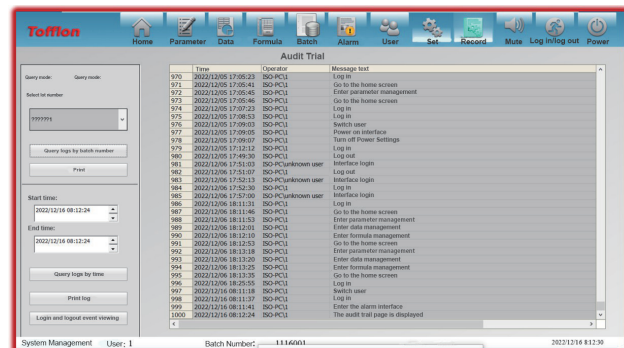 Tofflon
Home Parameter Data Formula Batch Alarm User Set Record Mute Log in/log out Power
Audit Trial
Query mode: Query mode:
Select lot number
??????1
Query logs by batch number
Print
Start time:
2022/12/16 08:12:24
End time:
2022/12/16 08:12:24
Query logs by time
Print log
Login and logout event viewing
Time Operator Message text
970 2022/12/05 17:05:23 ISO-PC\1 Log in
971 2022/12/05 17:05:41 ISO-PC\1 Go to the home screen
972 2022/12/05 17:05:45 ISO-PC\1 Enter parameter management
973 2022/12/05 17:05:46 ISO-PC\1 Go to the home screen
974 2022/12/05 17:07:23 ISO-PC\1 Log in
975 2022/12/05 17:08:53 ISO-PC\1 Log in
976 2022/12/05 17:09:03 ISO-PC\1 Switch user
977 2022/12/05 17:09:05 ISO-PC\1 Power on interface
978 2022/12/05 17:09:07 ISO-PC\1 Turn off Power Settings
979 2022/12/05 17:12:12 ISO-PC\1 Log in
980 2022/12/05 17:49:30 ISO-PC\1 Log out
981 2022/12/06 17:51:03 ISO-PC\unknown user Interface login
982 2022/12/06 17:51:07 ISO-PC\1 Log out
983 2022/12/06 17:52:13 ISO-PC\unknown user Interface login
984 2022/12/06 17:52:30 ISO-PC\1 Log in
985 2022/12/06 17:57:00 ISO-PC\unknown user Interface login
986 2022/12/06 18:11:31 ISO-PC\1 Log in
987 2022/12/06 18:11:46 ISO-PC\1 Go to the home screen
988 2022/12/06 18:11:53 ISO-PC\1 Enter parameter management
989 2022/12/06 18:12:01 ISO-PC\1 Enter data management
990 2022/12/06 18:12:10 ISO-PC\1 Enter formula management
991 2022/12/06 18:12:53 ISO-PC\1 Go to the home screen
992 2022/12/06 18:13:18 ISO-PC\1 Enter parameter management
993 2022/12/06 18:13:20 ISO-PC\1 Enter data management
994 2022/12/06 18:13:25 ISO-PC\1 Enter formula management
995 2022/12/06 18:13:35 ISO-PC\1 Go to the home screen
996 2022/12/06 18:25:55 ISO-PC\1 Log in
997 2022/12/16 08:11:18 ISO-PC\1 Switch user
998 2022/12/16 08:11:37 ISO-PC\1 Log in
999 2022/12/16 08:11:41 ISO-PC\1 Enter the alarm interface
1000 2022/12/16 08:12:24 ISO-PC\1 The audit trail page is displayed
System Management User: 1 Batch Number: 1116001 2022/12/16 8:12:30